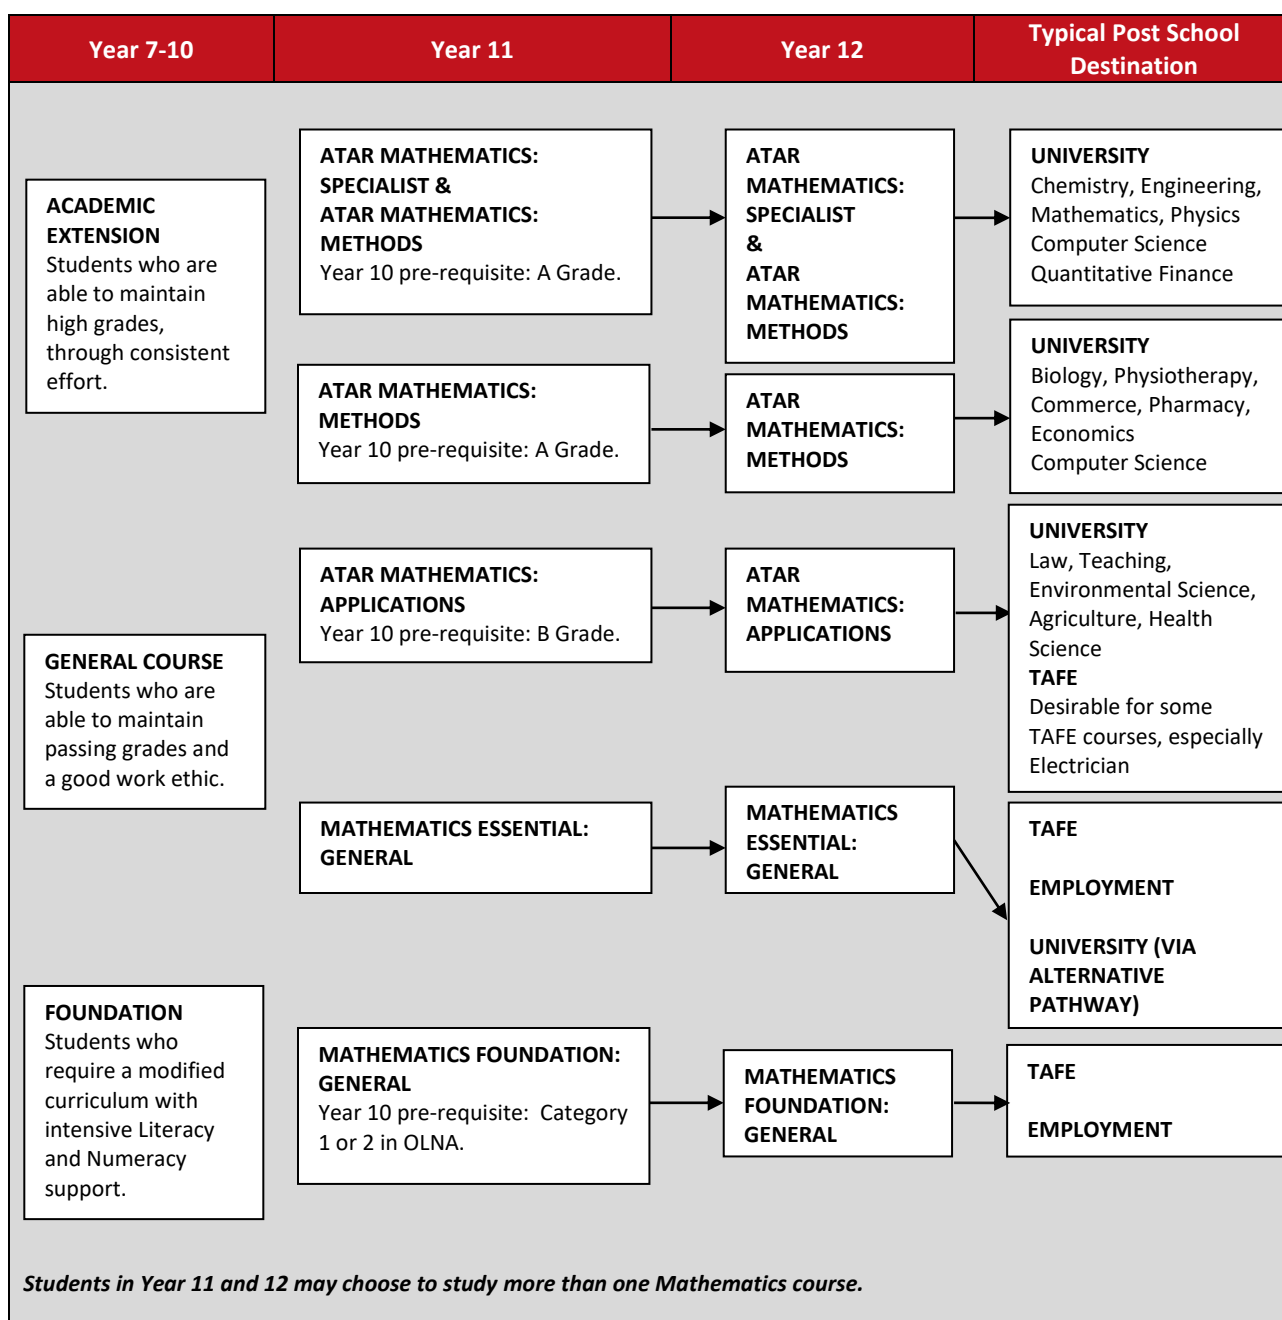 Year 7-10
Year 11
Year 12
Typical Post School
Destination
ACADEMIC
EXTENSION
Students who are
able to maintain
high grades,
through consistent
effort.
ATAR MATHEMATICS:
SPECIALIST &
ATAR MATHEMATICS:
METHODS
Year 10 pre-requisite: A Grade.
ATAR
MATHEMATICS:
SPECIALIST
&
ATAR
MATHEMATICS:
METHODS
UNIVERSITY
Chemistry, Engineering,
Mathematics, Physics
Computer Science
Quantitative Finance
ATAR MATHEMATICS:
METHODS
Year 10 pre-requisite: A Grade.
ATAR
MATHEMATICS:
METHODS
UNIVERSITY
Biology, Physiotherapy,
Commerce, Pharmacy,
Economics
Computer Science
GENERAL COURSE
Students who are
able to maintain
passing grades and
a good work ethic.
ATAR MATHEMATICS:
APPLICATIONS
Year 10 pre-requisite: B Grade.
ATAR
MATHEMATICS:
APPLICATIONS
UNIVERSITY
Law, Teaching,
Environmental Science,
Agriculture, Health
Science
TAFE
Desirable for some
TAFE courses, especially
Electrician
MATHEMATICS ESSENTIAL:
GENERAL
MATHEMATICS
ESSENTIAL:
GENERAL
TAFE
EMPLOYMENT
UNIVERSITY (VIA
ALTERNATIVE
PATHWAY)
FOUNDATION
Students who
require a modified
curriculum with
intensive Literacy
and Numeracy
support.
MATHEMATICS FOUNDATION:
GENERAL
Year 10 pre-requisite:  Category
1 or 2 in OLNA.
MATHEMATICS
FOUNDATION:
GENERAL
TAFE
EMPLOYMENT
Students in Year 11 and 12 may choose to study more than one Mathematics course.